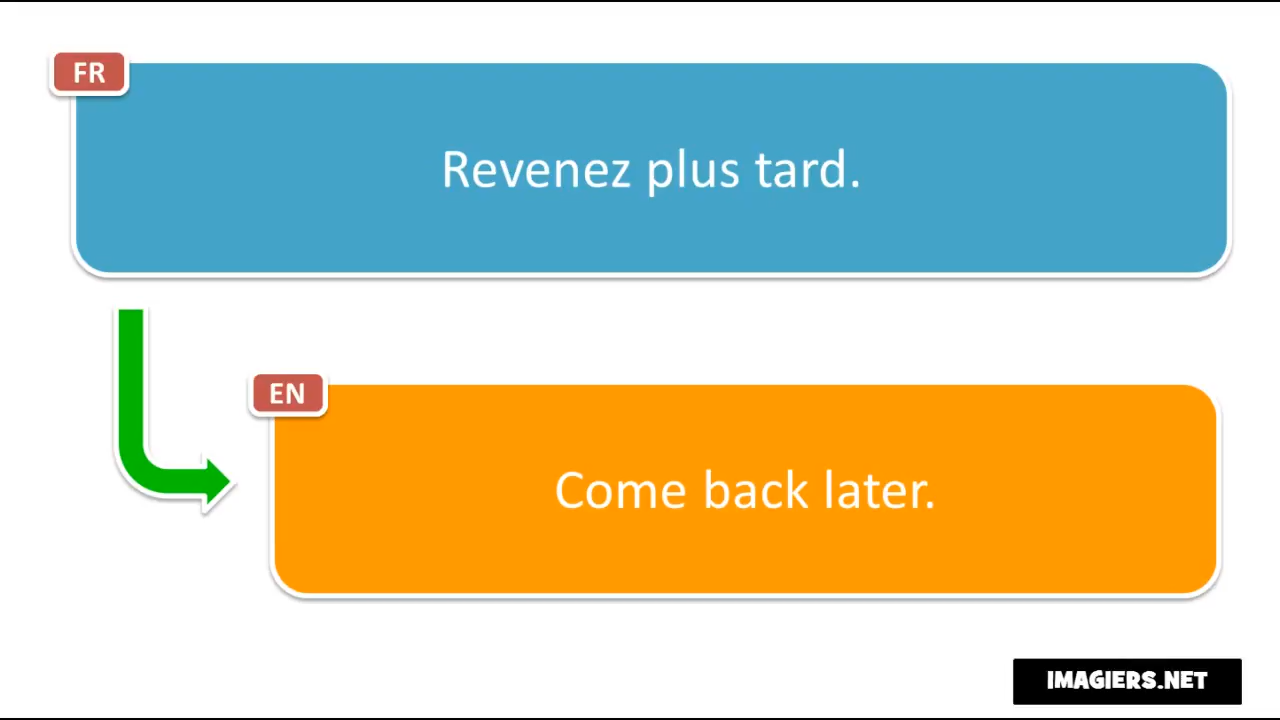 FR
Revenez plus tard.
EN
Come back later.
IMAGIERS.NET